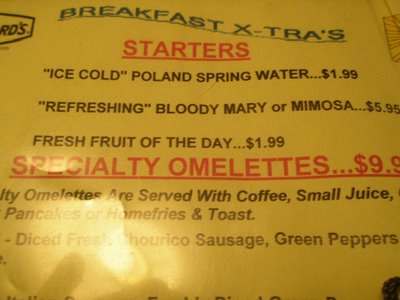 BREAKFAST X-TRA'S
RD'S.
STARTERS
"ICE COLD" POLAND SPRING WATER...$1.99
"REFRESHING" BLOODY MARY or MIMOSA...$5.95
FRESH FRUIT OF THE DAY...$1.99
SPECIALTY OMELETTES...$9.9
lty Omelettes Are Served With Coffee, Small Juice,
Pancakes or Homefries & Toast.
- Diced Fresh Chourico Sausage, Green Peppers